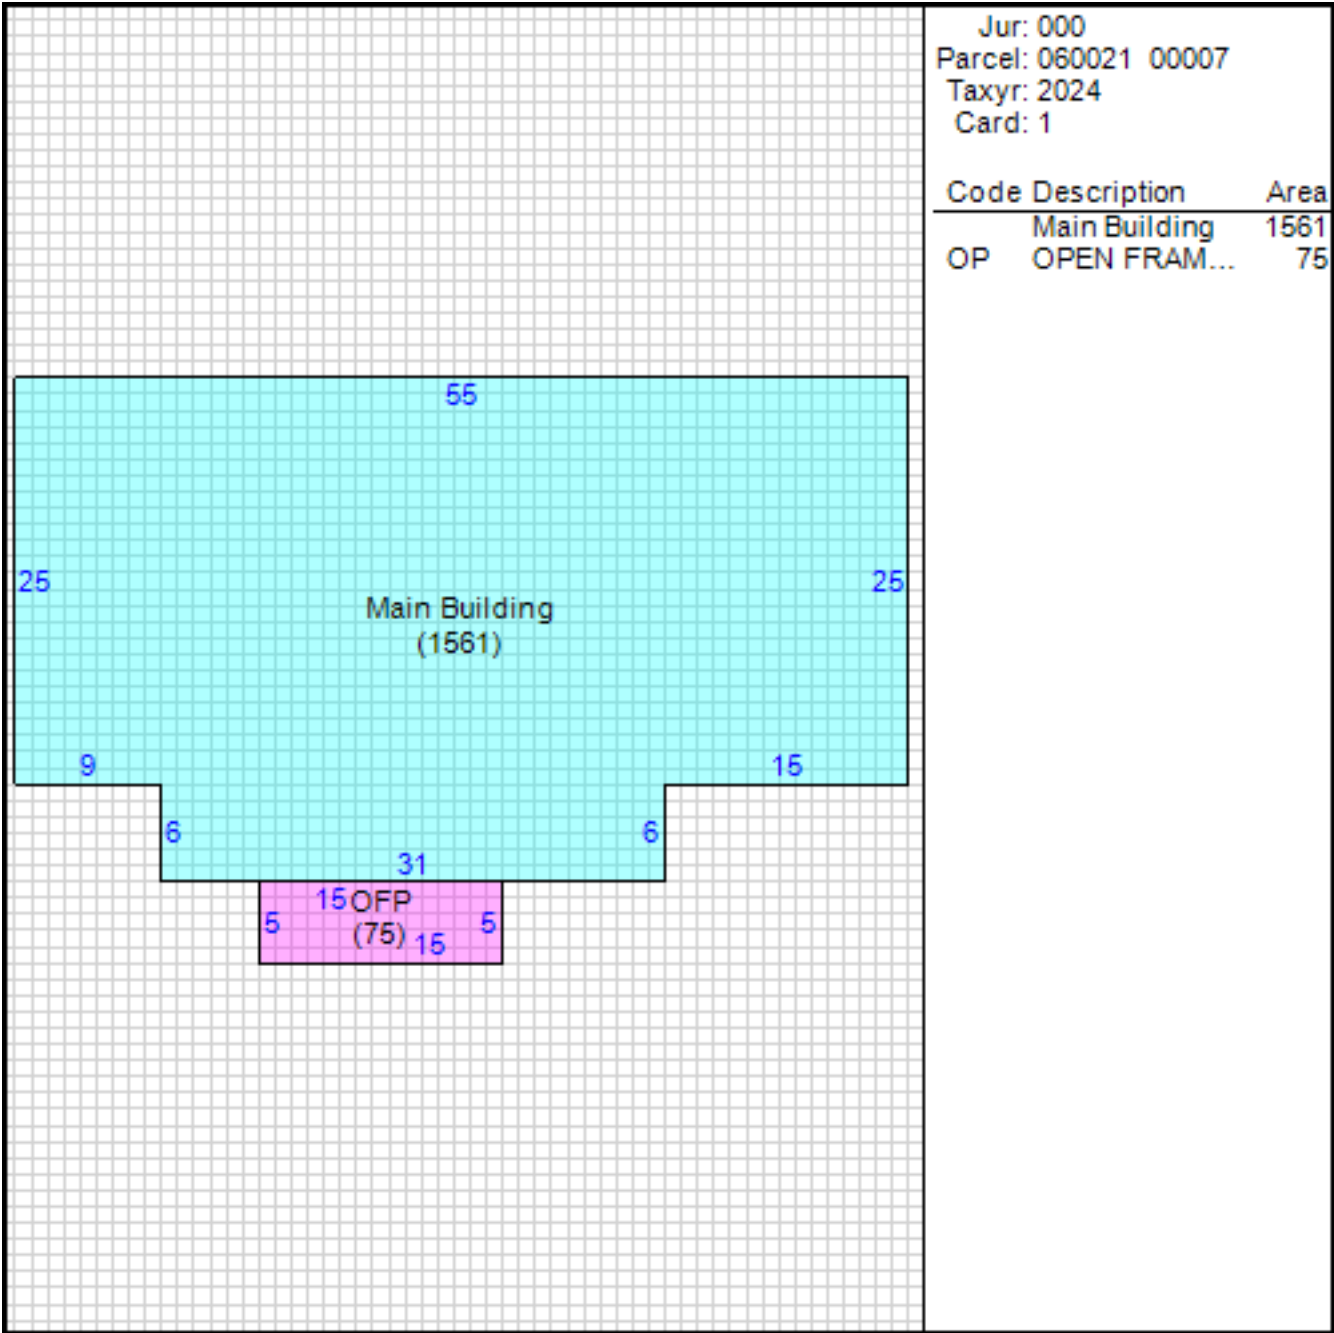 Jur: 000
Parcel: 060021 00007
Taxyr: 2024
Card: 1
Code Description Area
Main Building 1561
OP OPEN FRAM... 75
55
25
25
Main Building
(1561)
9
15
6
6
31
15 OFP
5
5
(75) 15